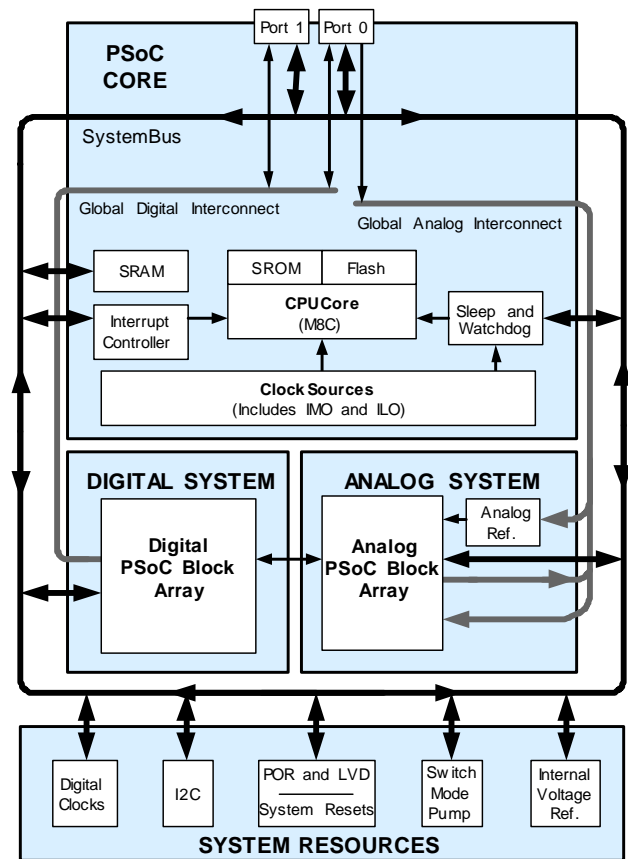 Port 1
Port 0
PSoC
CORE
SystemBus
Global Digital Interconnect
Global Analog Interconnect
SRAM
SROM
Flash
CPUCore
(M8C)
Interrupt
Controller
Sleep and
Watchdog
ClockSources
(Includes IMO and ILO)
DIGITAL SYSTEM
ANALOG SYSTEM
Digital
PSoC Block
Array
Analog
PSoC Block
Array
Analog
Ref.
Digital
Clocks
I2C
POR and LVD
System Resets
Switch
Mode
Pump
Internal
Voltage
Ref.
SYSTEM RESOURCES